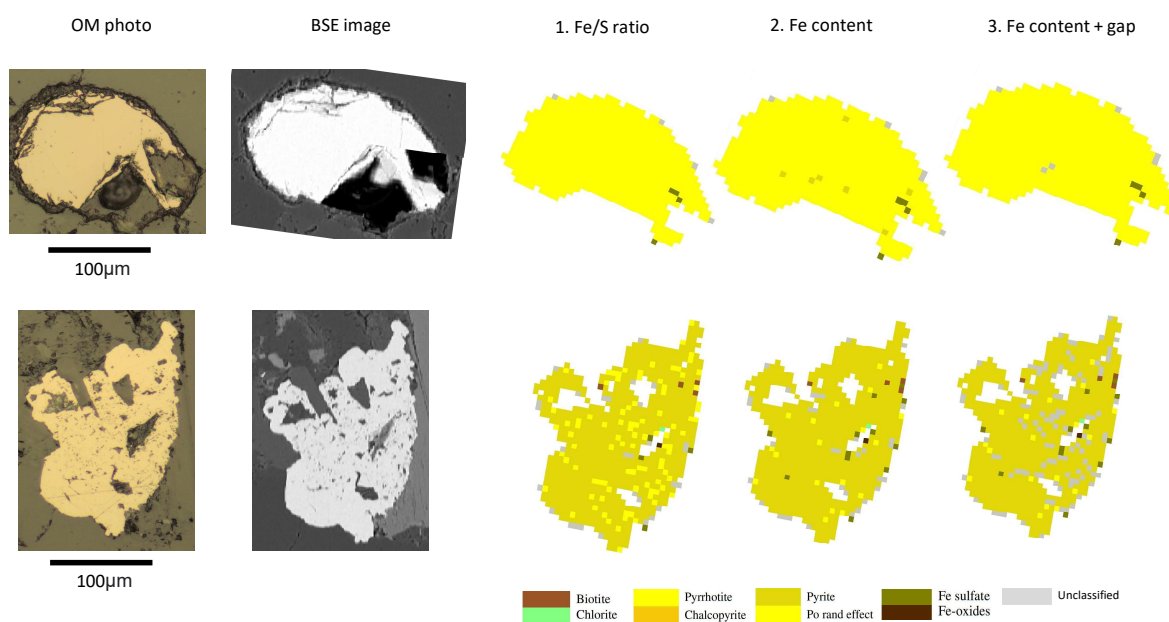 OM photo BSE image 1. Fe/S ratio 2. Fe content 3. Fe content + gap
100µm
100µm
Biotite Pyrrhotite Pyrite Fe sulfate Unclassified
Chlorite Chalcopyrite Po rand effect Fe-oxides